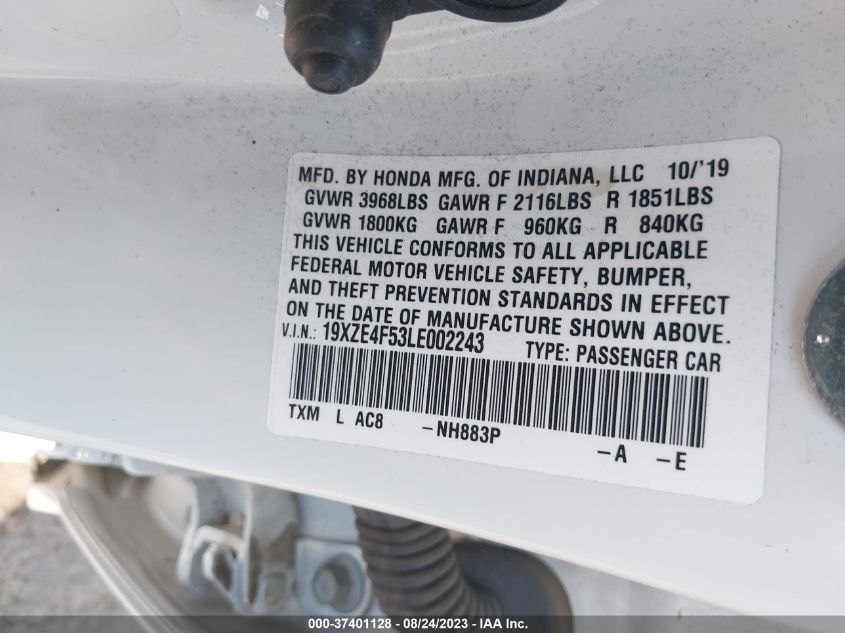 MFD. BY HONDA MFG. OF INDIANA, LLC 10/'19
GVWR 3968LBS GAWR F 2116LBS R 1851LBS
GVWR 1800KG GAWR F 960KG R 840KG
THIS VEHICLE CONFORMS TO ALL APPLICABLE
FEDERAL MOTOR VEHICLE SAFETY, BUMPER,
AND THEFT PREVENTION STANDARDS IN EFFECT
ON THE DATE OF MANUFACTURE SHOWN ABOVE.
V.I.N.: 19XZE4F53LE002243 TYPE: PASSENGER CAR
TXM L AC8 -NH883P -A -E
000-37401128 - 08/24/2023 - IAAI Inc.